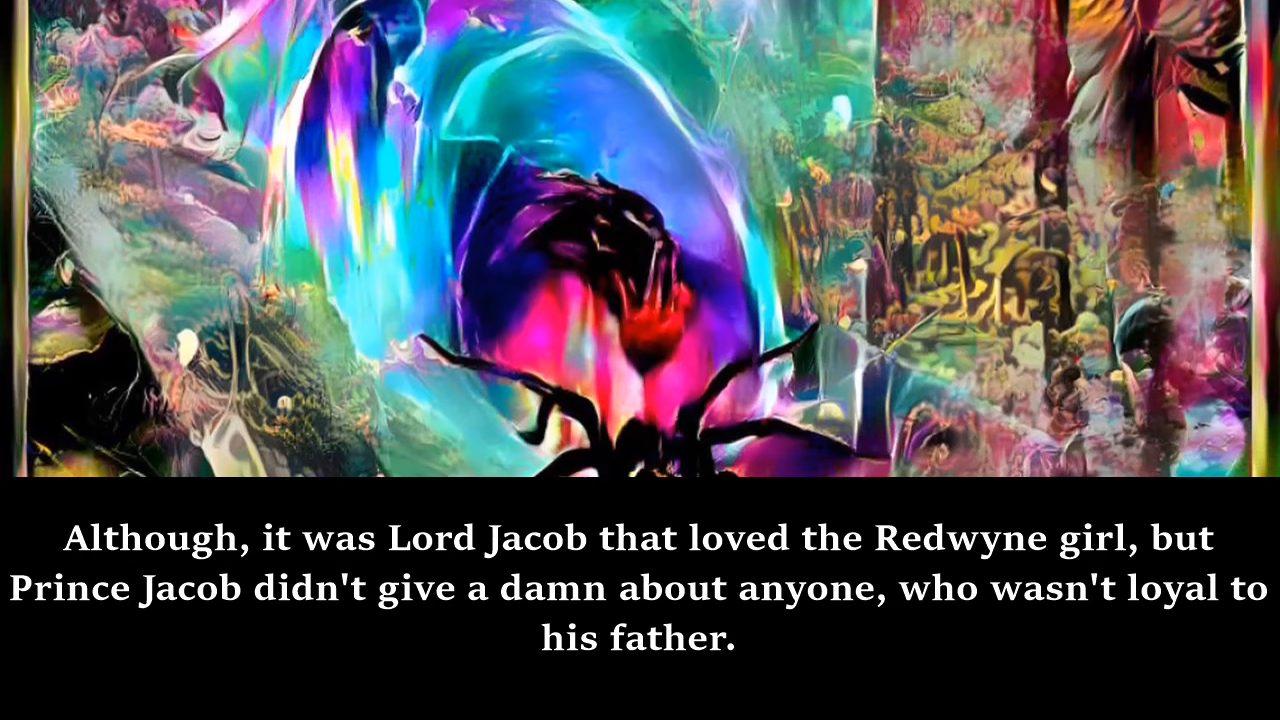 Although, it was Lord Jacob that loved the Redwyne girl, but
Prince Jacob didn't give a damn about anyone, who wasn't loyal to
his father.